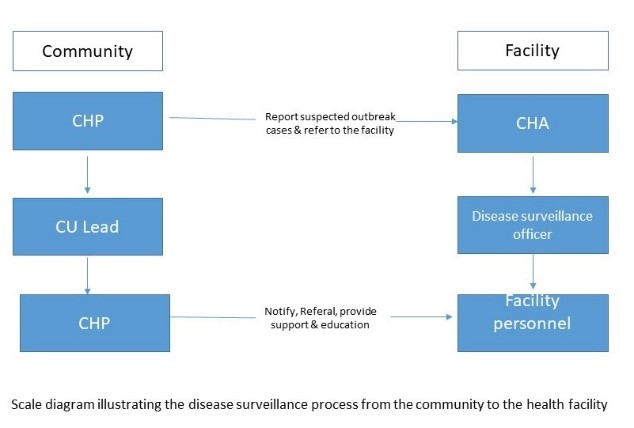 Community
Facility
CHP
Report suspected outbreak
cases & refer to the facility
CHA
CU Lead
Disease surveillance
officer
CHP
Notify, Referal, provide
support & education
Facility
personnel
Scale diagram illustrating the disease surveillance process from the community to the health facility